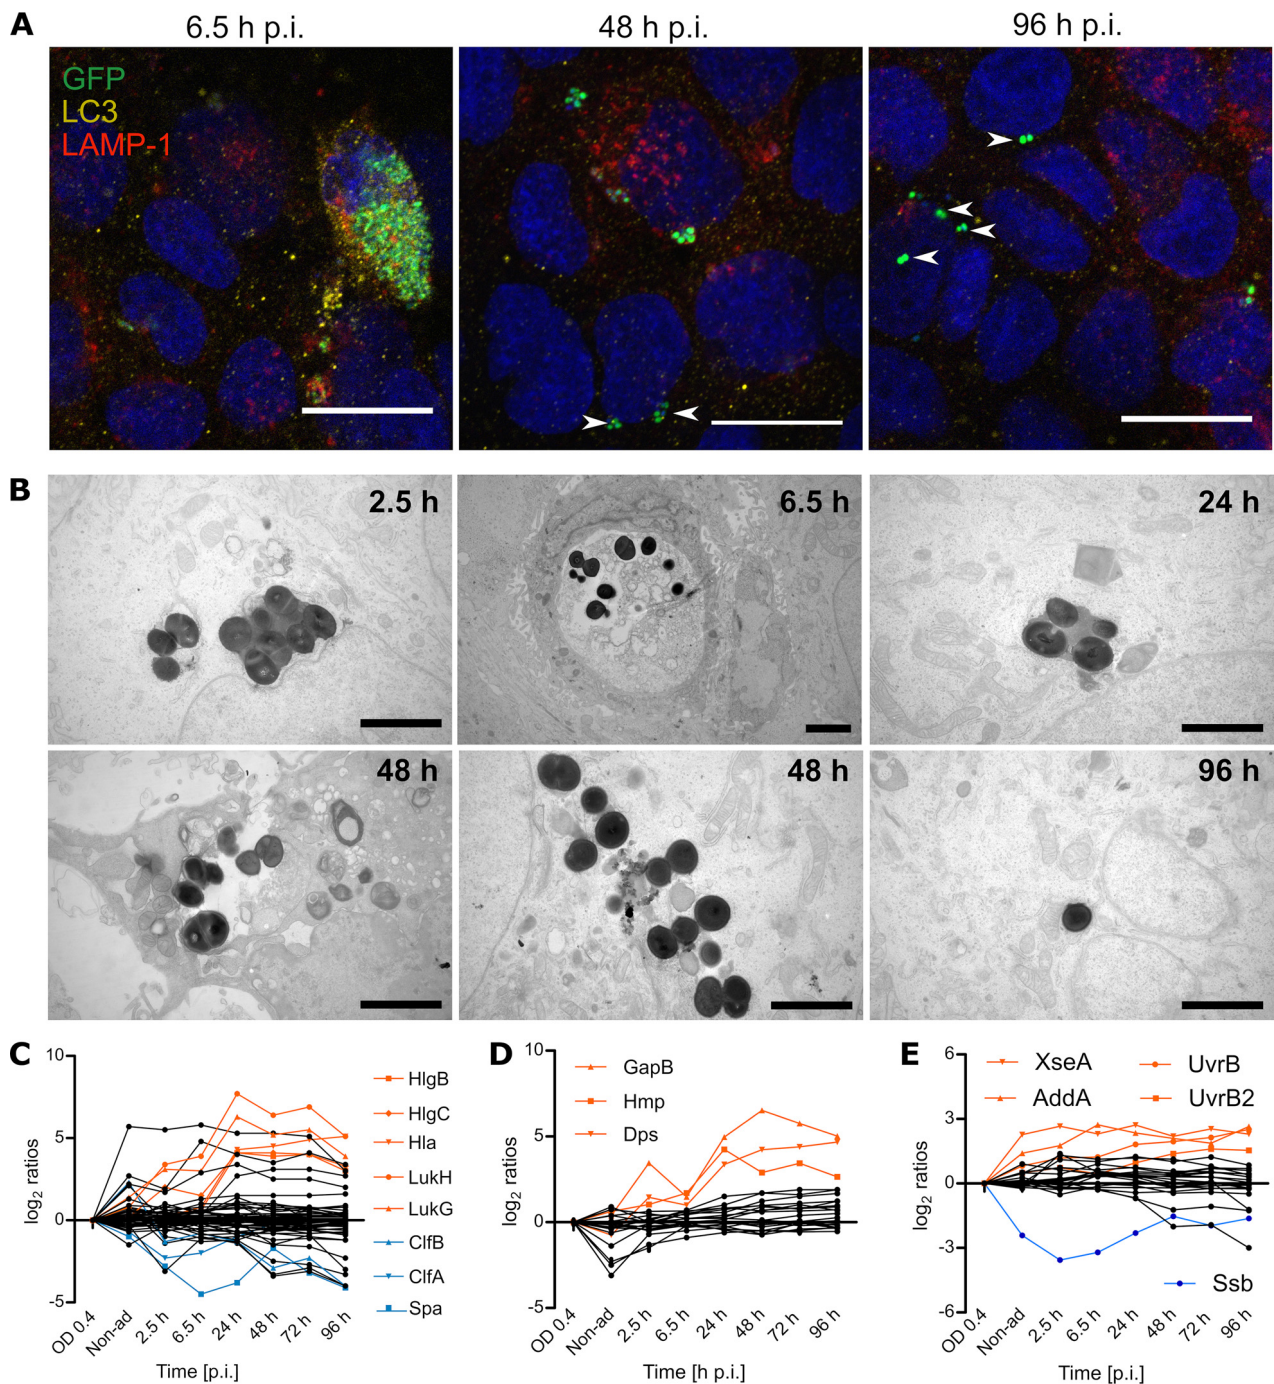 A
6.5 h p.i.
48 h p.i.
96 h p.i.
GFP
LC3
LAMP-1
B
2.5 h
6.5 h
24 h
48 h
48 h
96 h
C
log2 ratios
10
5
0
-5
OD 0.4
Non-ad
2.5 h
6.5 h
24 h
48 h
72 h
96 h
Time [p.i.]
HlgB
HlgC
Hla
LukH
LukG
ClfB
ClfA
Spa
D
log2 ratios
10
5
0
-5
GapB
Hmp
Dps
OD 0.4
Non-ad
2.5 h
6.5 h
24 h
48 h
72 h
96 h
Time [h p.i.]
E
log2 ratios
6
3
0
-3
-6
XseA
UvrB
AddA
UvrB2
Ssb
OD 0.4
Non-ad
2.5 h
6.5 h
24 h
48 h
72 h
96 h
Time [p.i.]